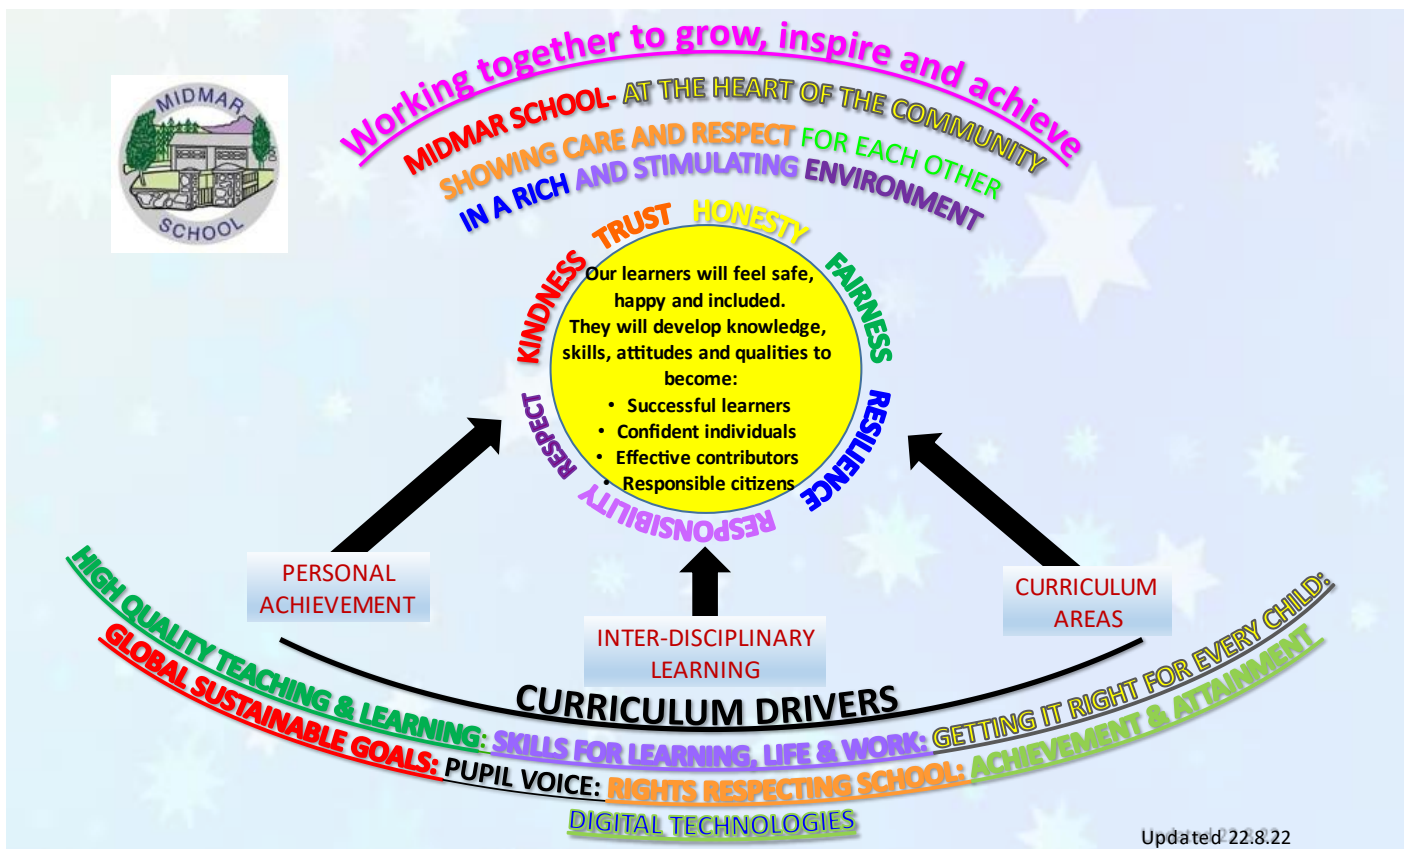 Working together to grow, inspire and achieve
MIDMAR SCHOOL- AT THE HEART OF THE COMMUNITY
SHOWING CARE AND RESPECT FOR EACH OTHER
IN A RICH AND STIMULATING ENVIRONMENT
MIDMAR
SCHOOL
KINDNESS
TRUST
HONESTY
FAIRNESS
RESILIENCE
RESPONSIBILITY
RESPECT
Our learners will feel safe,
happy and included.
They will develop knowledge,
skills, attitudes and qualities to
become:
• Successful learners
• Confident individuals
• Effective contributors
• Responsible citizens
PERSONAL
ACHIEVEMENT
INTER-DISCIPLINARY
LEARNING
CURRICULUM
AREAS
CURRICULUM DRIVERS
HIGH QUALITY TEACHING & LEARNING: SKILLS FOR LEARNING, LIFE & WORK: GETTING IT RIGHT FOR EVERY CHILD:
GLOBAL SUSTAINABLE GOALS: PUPIL VOICE: RIGHTS RESPECTING SCHOOL: ACHIEVEMENT & ATTAINMENT
DIGITAL TECHNOLOGIES
Updated 22.8.22